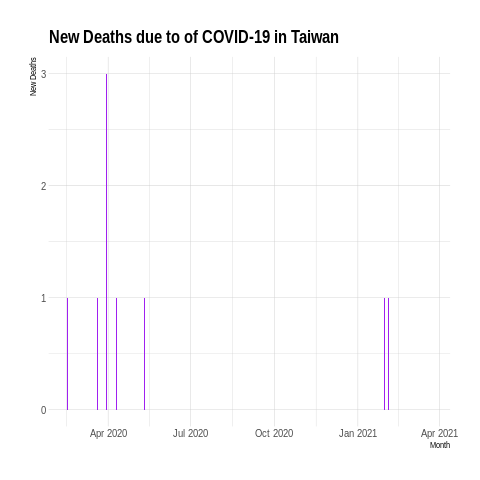 New Deaths due to of COVID-19 in Taiwan
New Deaths
3
2
1
0
Apr 2020 Jul 2020 Oct 2020 Jan 2021 Apr 2021
Month